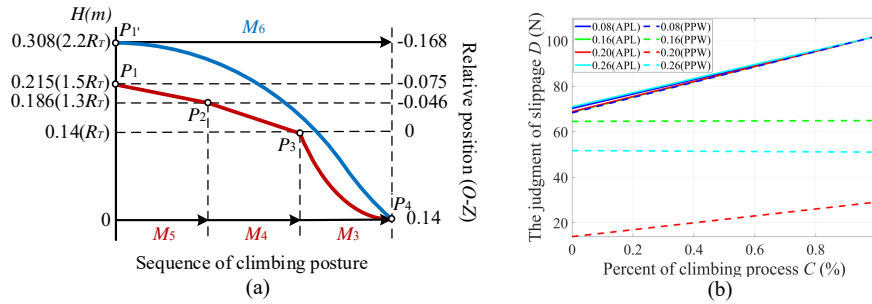 H(m)
P1' M6
0.308(2.2RT) -0.168
P1
0.215(1.5RT) -0.075
0.186(1.3RT) -0.046
P2
0.14(RT) 0
P3
P4
0 0.14
M5 M4 M3
Relative position (O-Z)
Sequence of climbing posture
(a)
0.08(APL) 0.08(PPW)
0.16(APL) 0.16(PPW)
0.20(APL) 0.20(PPW)
0.26(APL) 0.26(PPW)
The judgment of slippage D (N)
100
80
60
40
20
0 0.2 0.4 0.6 0.8
Percent of climbing process C (%)
(b)